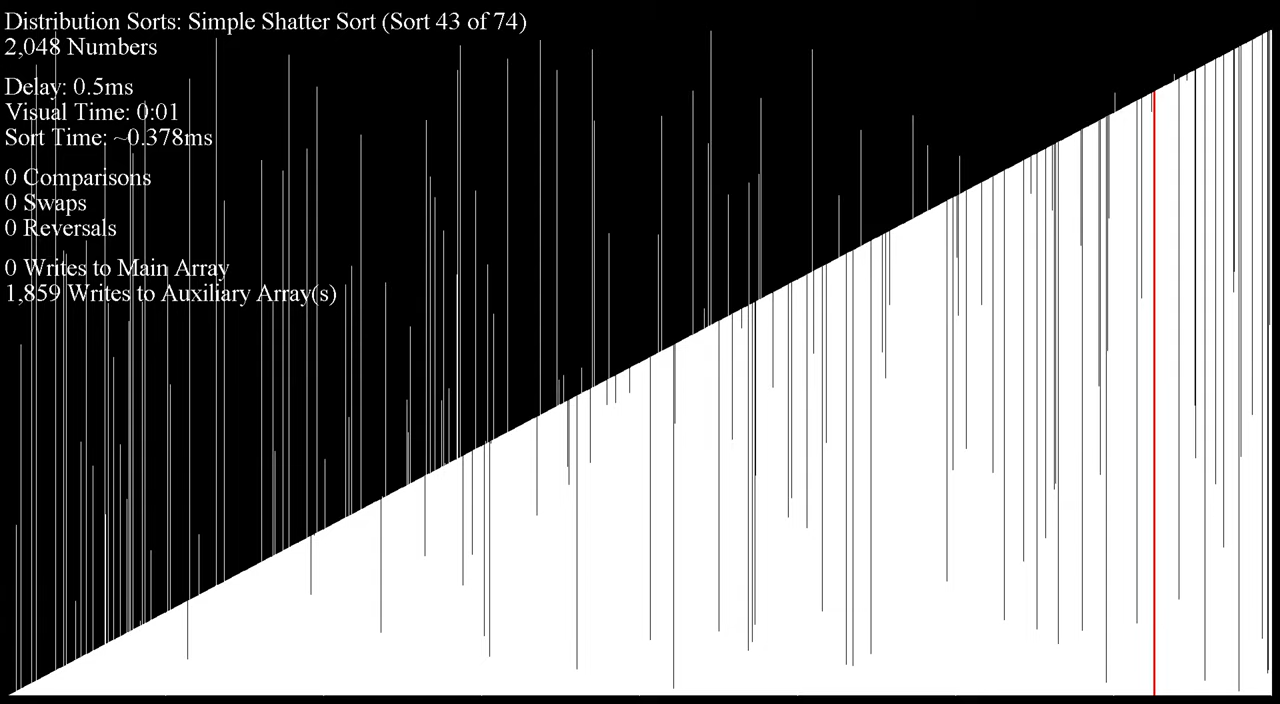 Distribution Sorts: Simple Shatter Sort (Sort 43 of 74)
2,048 Numbers
Delay: 0.5ms
Visual Time: 0:01
Sort Time: ~0.378ms
0 Comparisons
0 Swaps
0 Reversals
0 Writes to Main Array
1,859 Writes to Auxiliary Array(s)